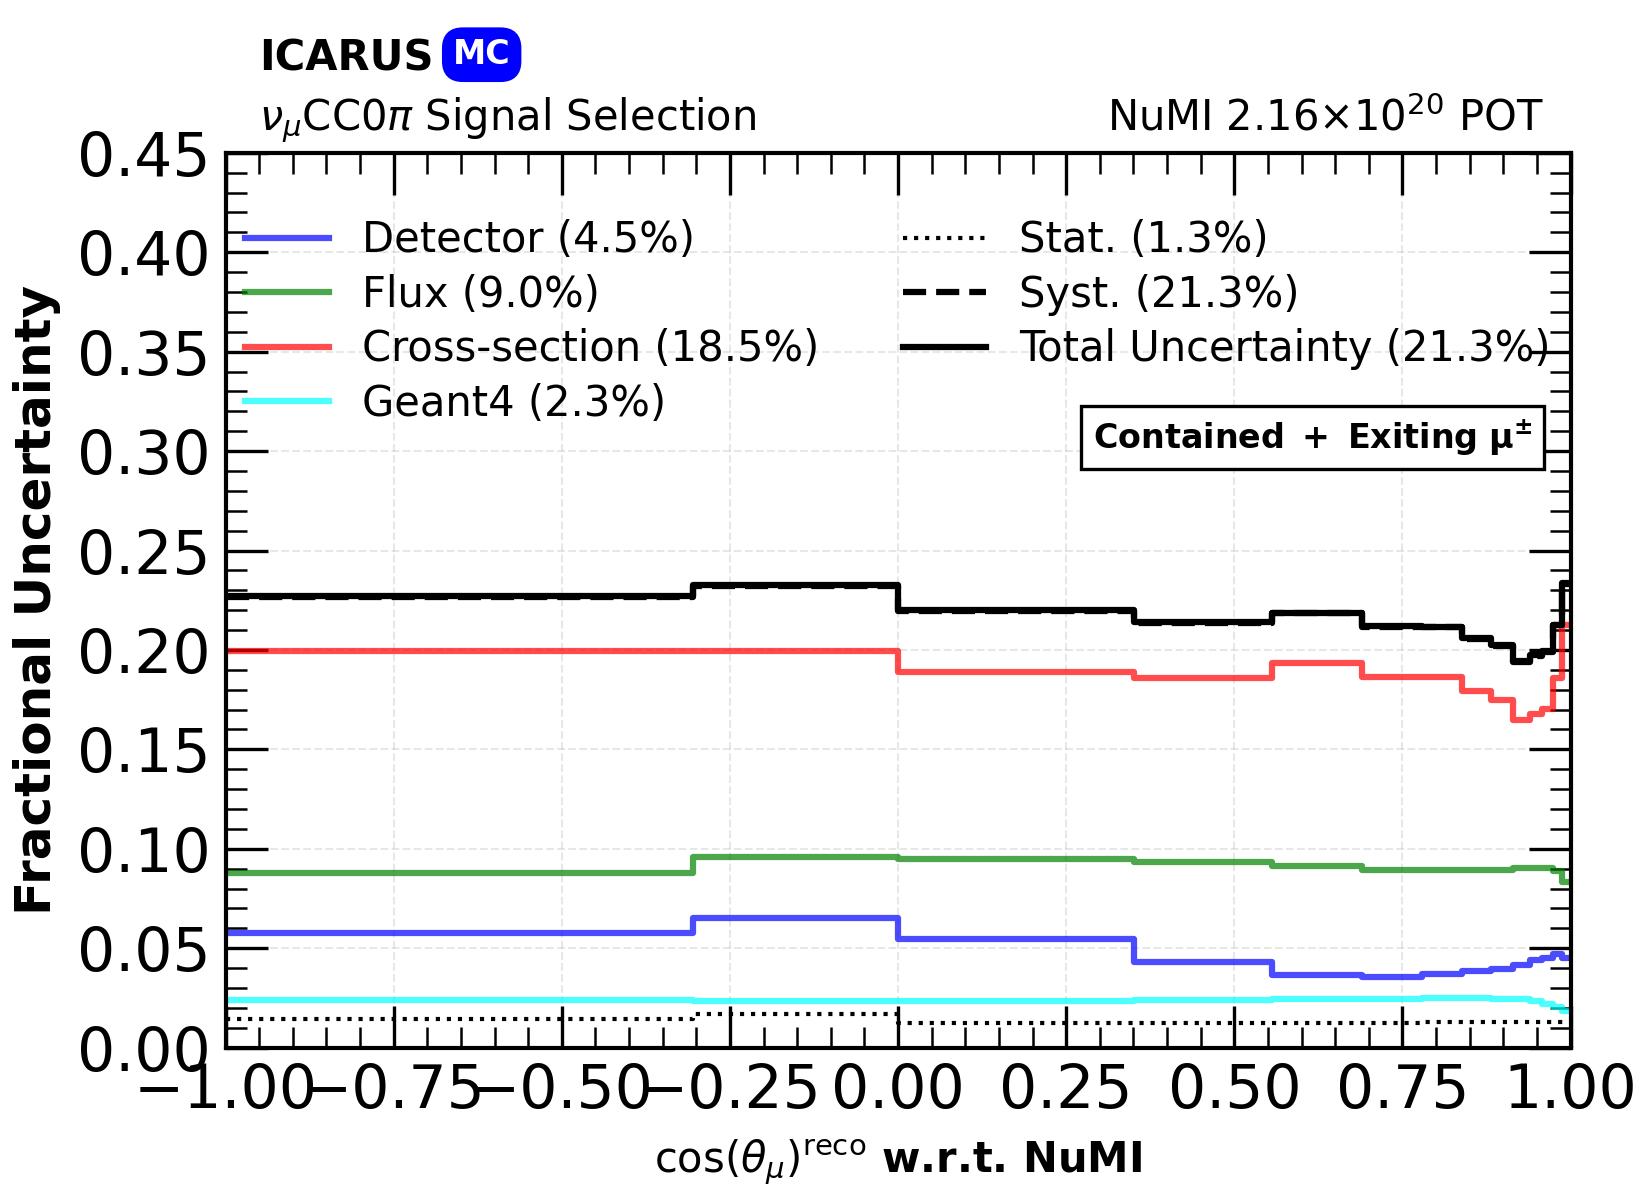 ICARUS MC
νμCC0π Signal Selection
NuMI 2.16×10²⁰ POT
0.45
0.40
0.35
0.30
0.25
0.20
0.15
0.10
0.05
0.00
Fractional Uncertainty
Detector (4.5%)
Flux (9.0%)
Cross-section (18.5%)
Geant4 (2.3%)
Stat. (1.3%)
Syst. (21.3%)
Total Uncertainty (21.3%)
Contained + Exiting μ±
−1.00 −0.75 −0.50 −0.25 0.00 0.25 0.50 0.75 1.00
cos(θμ)reco w.r.t. NuMI